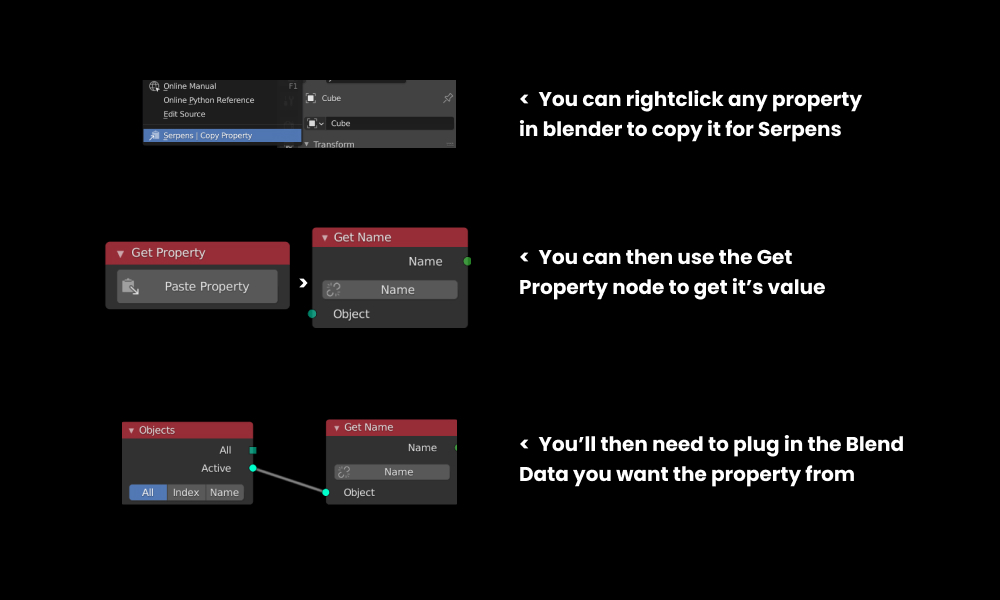 Online Manual F1
Online Python Reference
Edit Source
Serpens | Copy Property
Cube
Cube
Transform
< You can rightclick any property
in blender to copy it for Serpens
Get Property
Paste Property
Get Name
Name
Name
Object
< You can then use the Get
Property node to get it’s value
Objects
All
Active
All Index Name
Get Name
Name
Name
Object
< You’ll then need to plug in the Blend
Data you want the property from